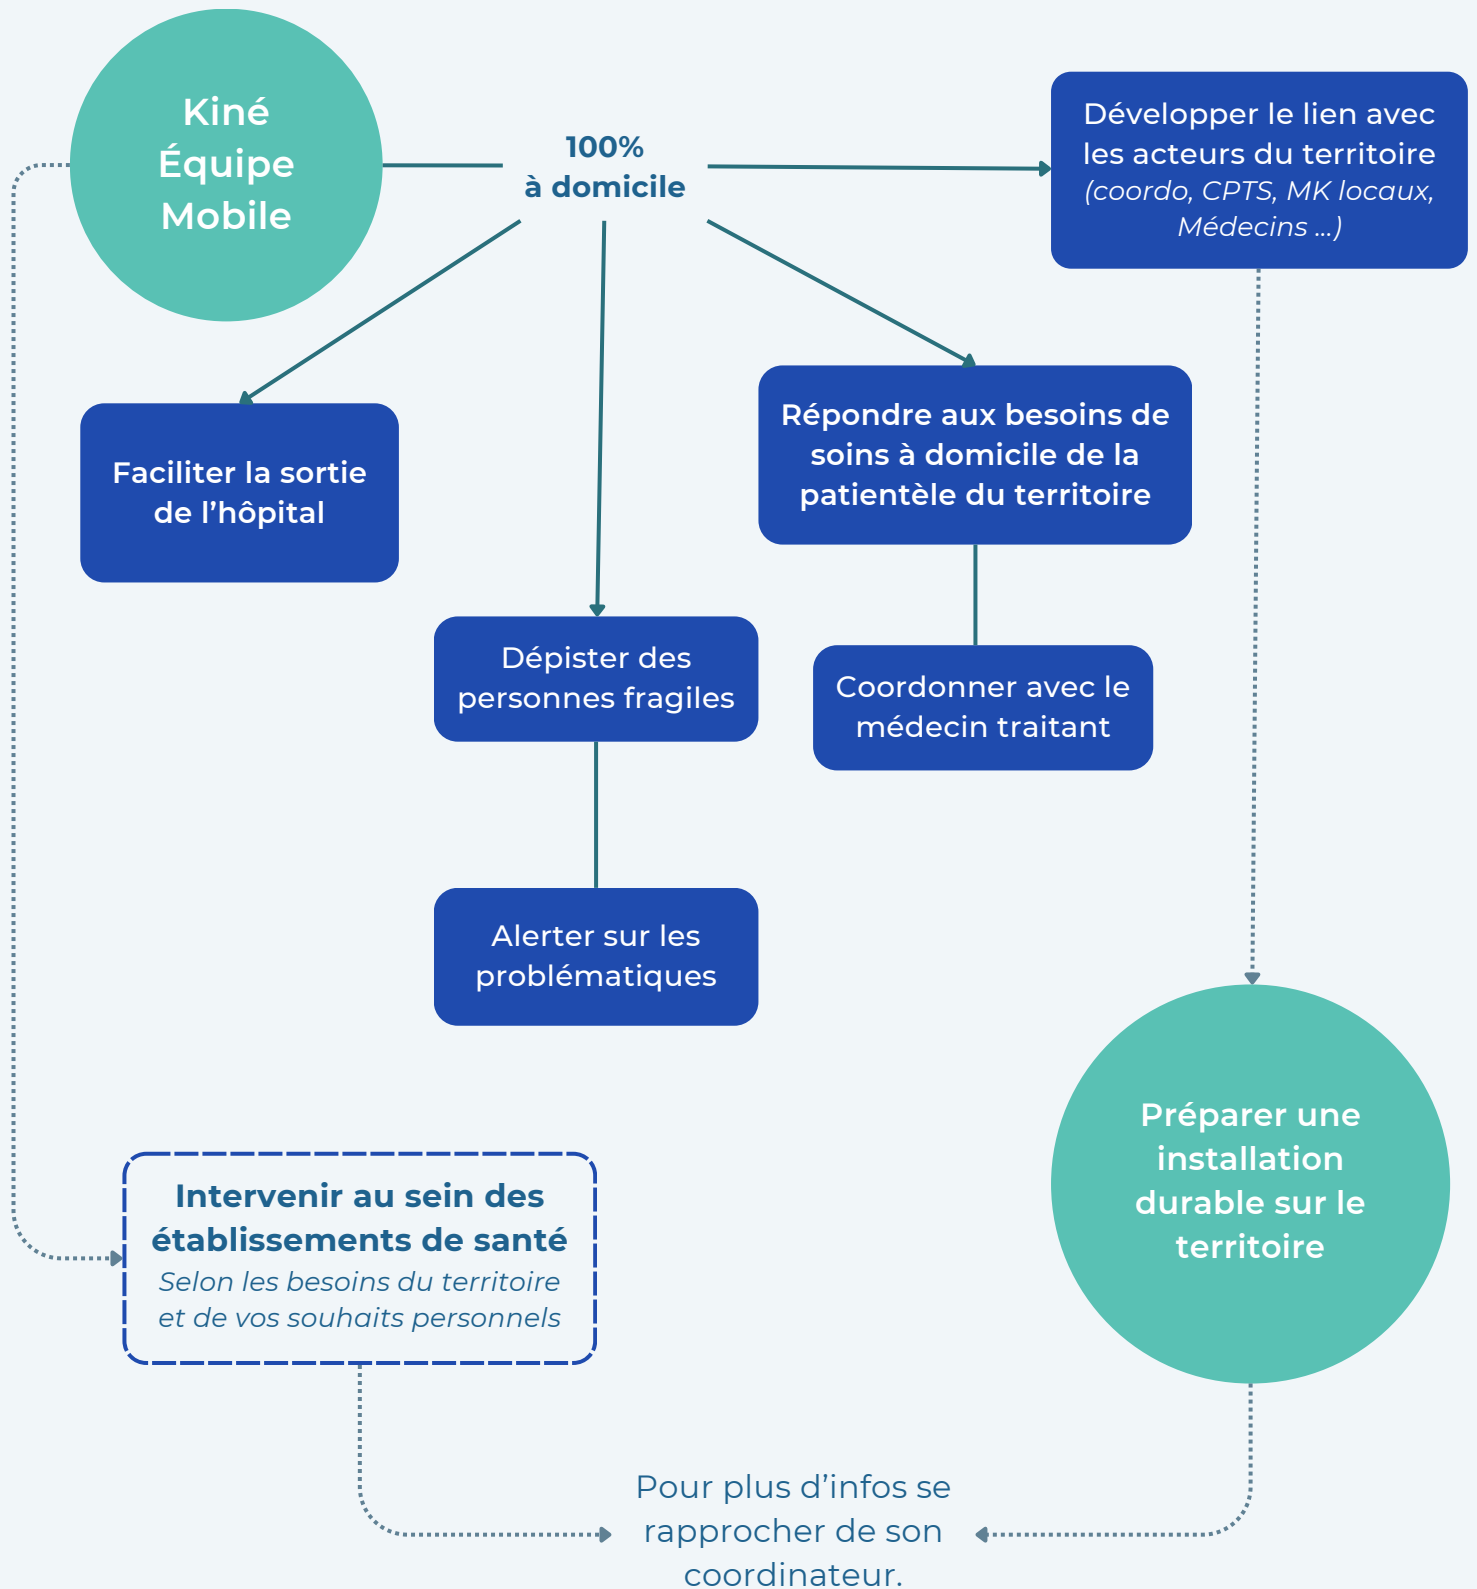 Kiné
Équipe
Mobile
100%
à domicile
Développer le lien avec
les acteurs du territoire
(coordo, CPTS, MK locaux,
Médecins ...)
Faciliter la sortie
de l’hôpital
Répondre aux besoins de
soins à domicile de la
patientèle du territoire
Dépister des
personnes fragiles
Coordonner avec le
médecin traitant
Alerter sur les
problématiques
Préparer une
installation
durable sur le
territoire
Intervenir au sein des
établissements de santé
Selon les besoins du territoire
et de vos souhaits personnels
Pour plus d’infos se
rapprocher de son
coordinateur.